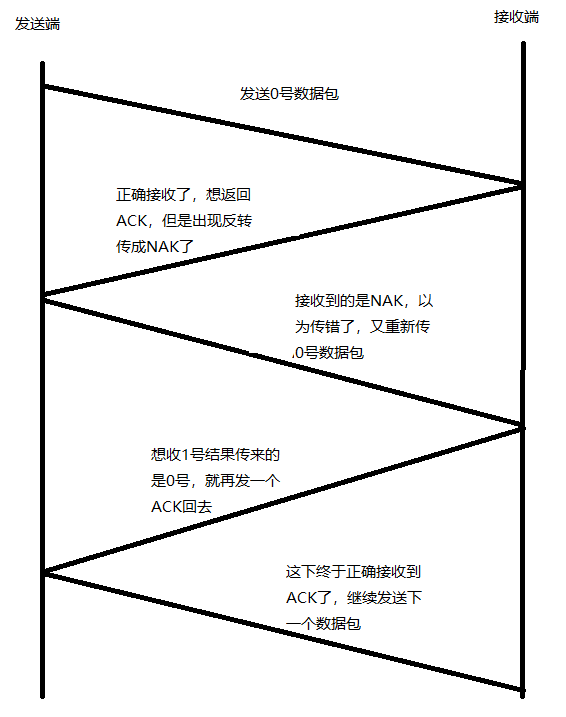 发送端
接收端
发送0号数据包
正确接收了，想返回
ACK，但是出现反转
传成NAK了
接收到的是NAK，以
为传错了，又重新传
0号数据包
想收1号结果传来的
是0号，就再发一个
ACK回去
这下终于正确接收到
ACK了，继续发送下
一个数据包